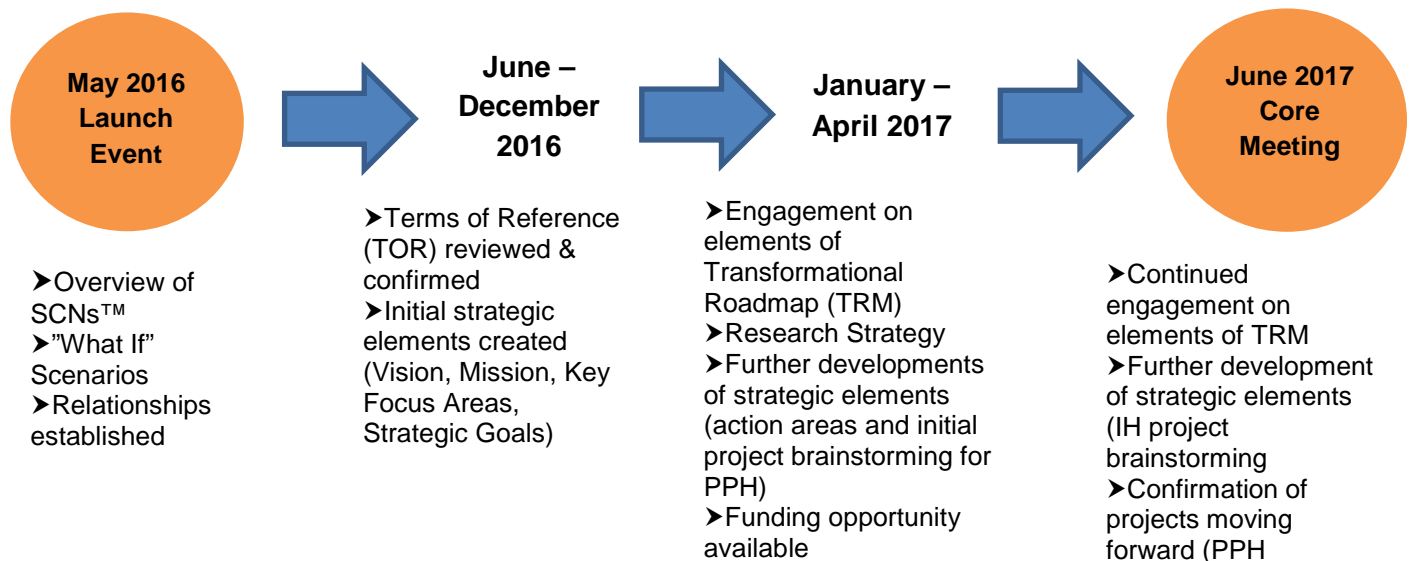 May 2016
Launch
Event
➤Overview of
SCNs™
➤”What If”
Scenarios
➤Relationships
established
June –
December
2016
➤Terms of Reference
(TOR) reviewed &
confirmed
➤Initial strategic
elements created
(Vision, Mission, Key
Focus Areas,
Strategic Goals)
January –
April 2017
➤Engagement on
elements of
Transformational
Roadmap (TRM)
➤Research Strategy
➤Further developments
of strategic elements
(action areas and initial
project brainstorming for
PPH)
➤Funding opportunity
available
June 2017
Core
Meeting
➤Continued
engagement on
elements of TRM
➤Further development
of strategic elements
(IH project
brainstorming
➤Confirmation of
projects moving
forward (PPH